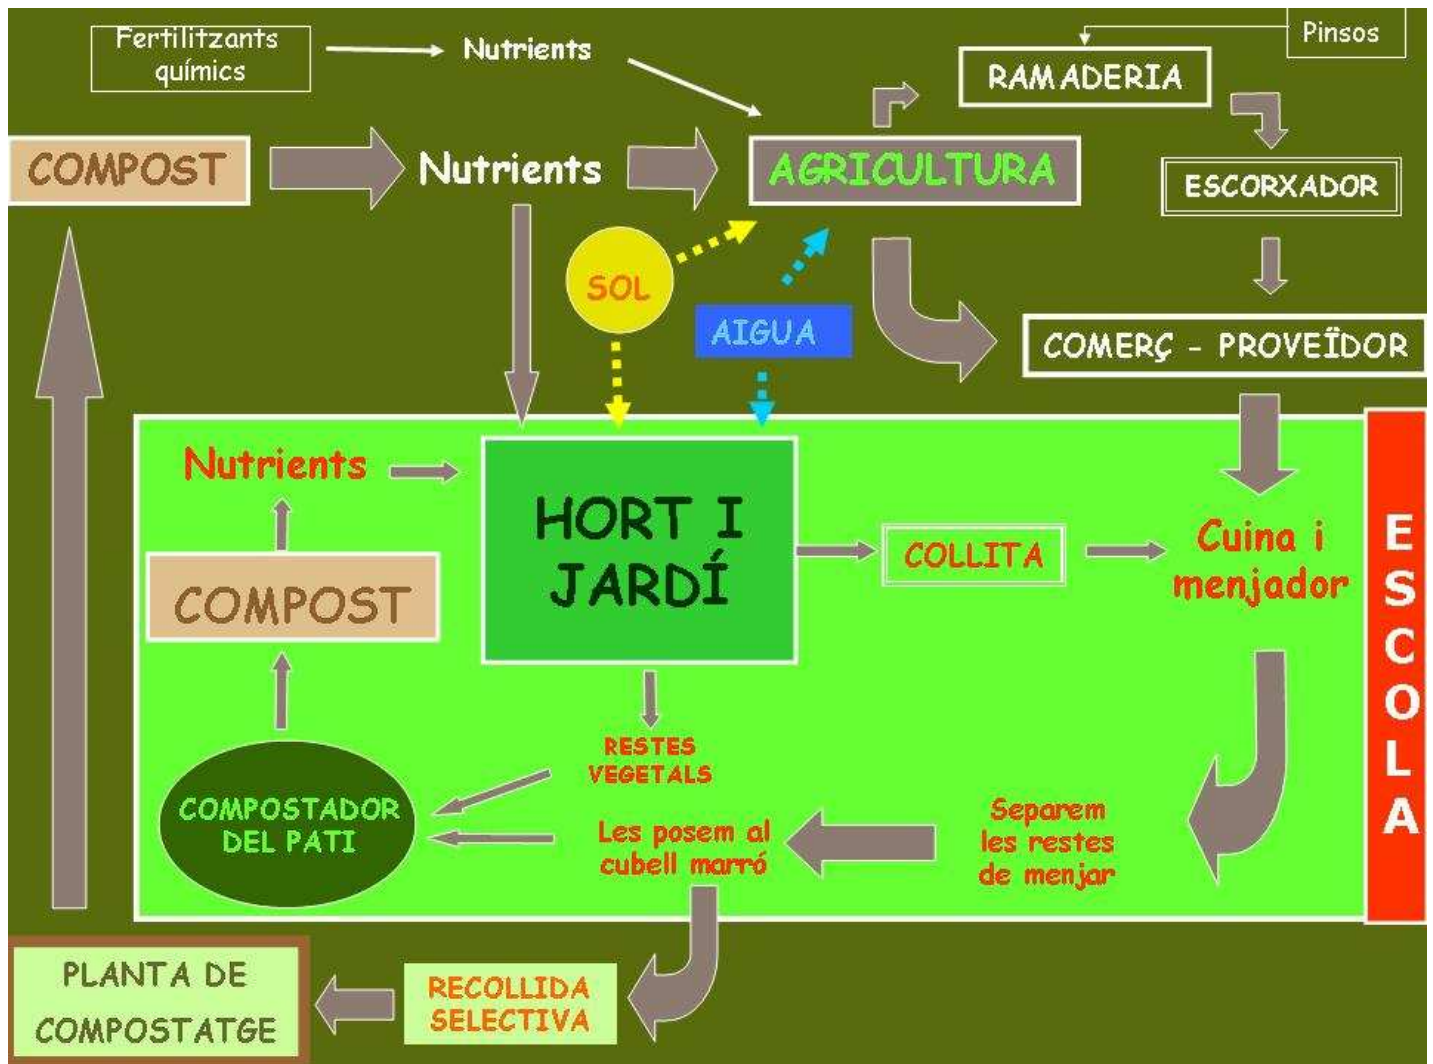 Fertilitzants
químics
Nutrients
Pinsos
RAMADERIA
COMPOST
Nutrients
AGRICULTURA
ESCORXADOR
SOL
AIGUA
COMERÇ - PROVEÏDOR
Nutrients
HORT I
JARDÍ
COLLITA
Cuina i
menjador
COMPOST
ESCOLA
RESTES
VEGETALS
COMPOSTADOR
DEL PATI
Les posem al
cubell marró
Separem
les restes
de menjar
PLANTA DE
COMPOSTATGE
RECOLLIDA
SELECTIVA